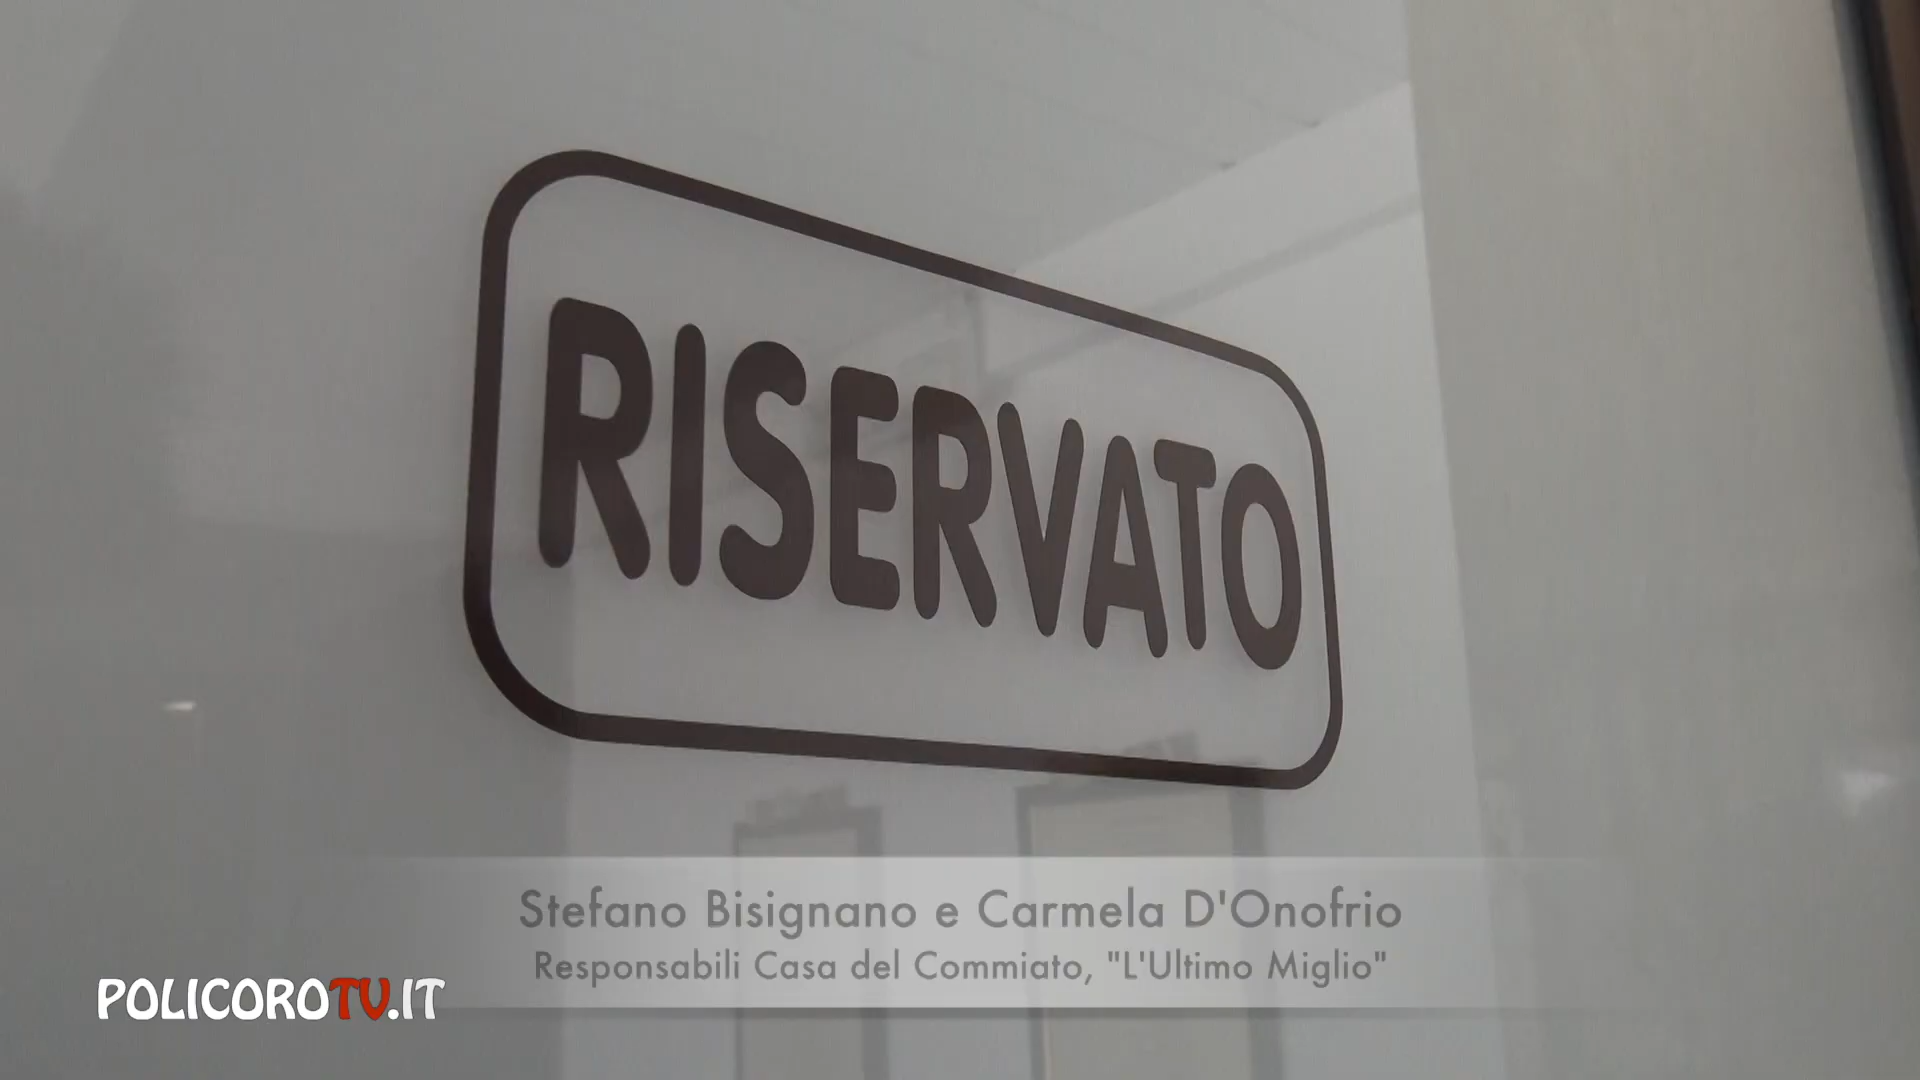 RISERVATO
Stefano Bisignano e Carmela D'Onofrio
Responsabili Casa del Commiato, "L'Ultimo Miglio"
POLICOROTV.IT